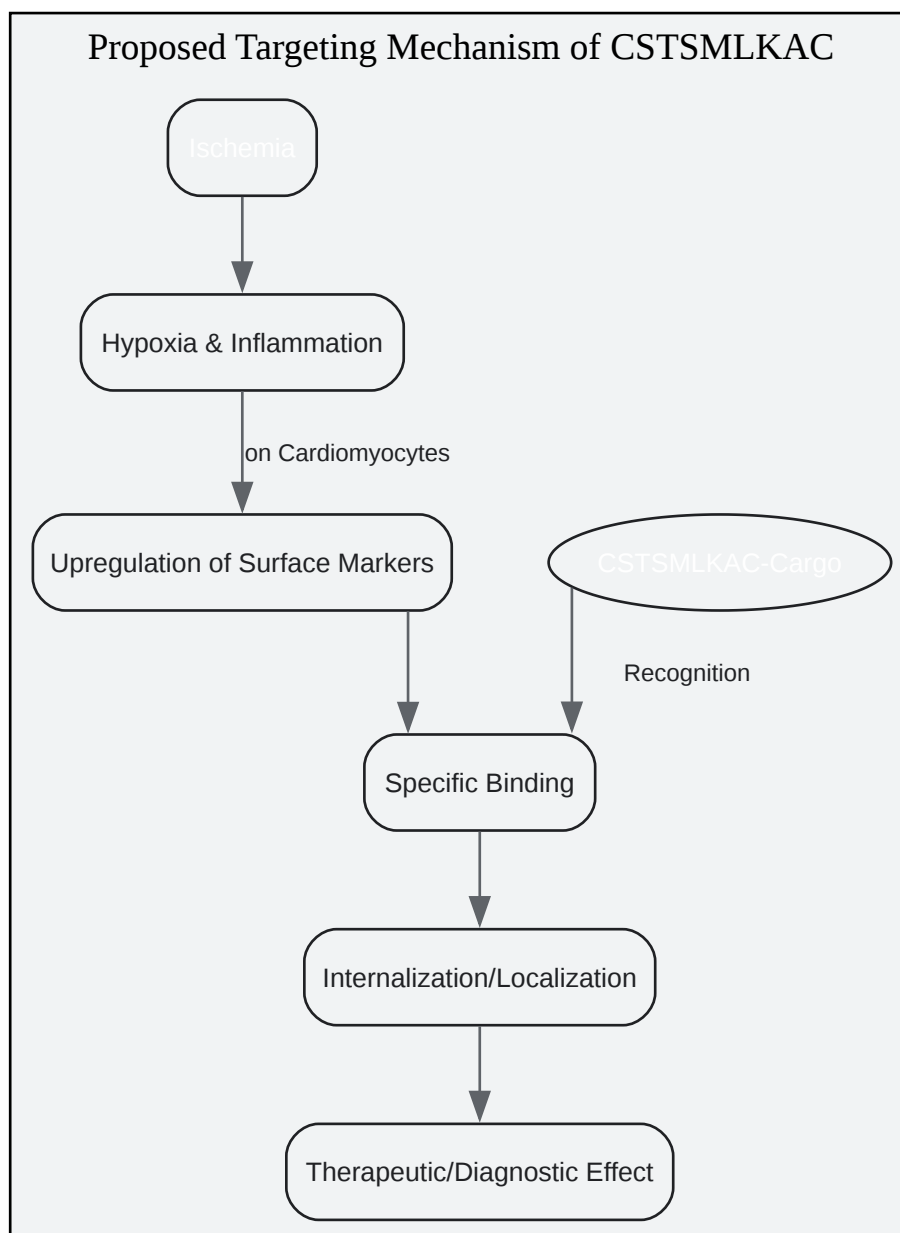 Proposed Targeting Mechanism of CSTSMLKAC
Ischemia
Hypoxia & Inflammation
on Cardiomyocytes
Upregulation of Surface Markers
CSTSMLKAC-Cargo
Recognition
Specific Binding
Internalization/Localization
Therapeutic/Diagnostic Effect